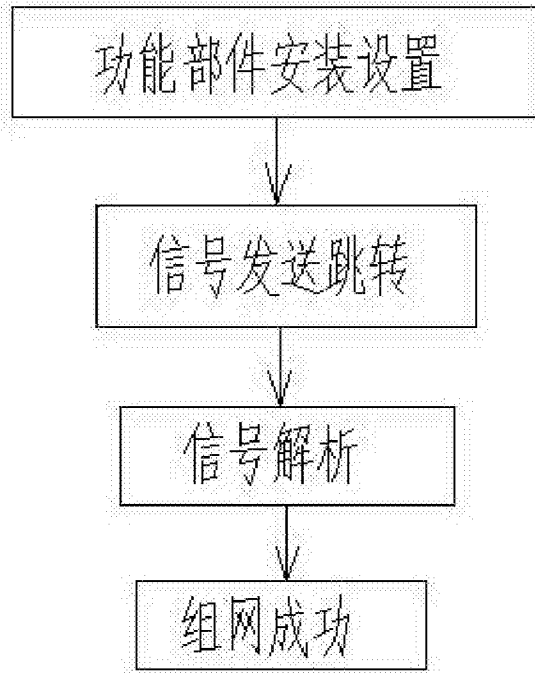 功能部件安装设置
信号发送跳转
信号解析
组网成功